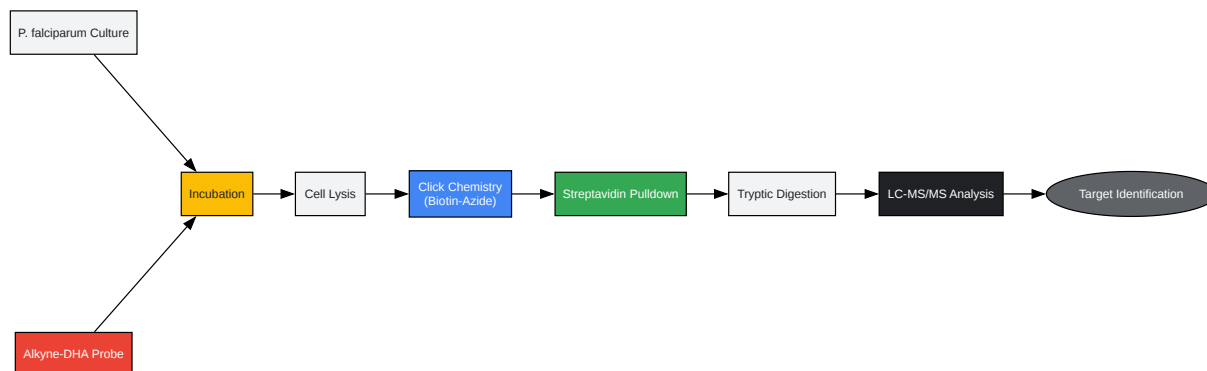 P. falciparum Culture
Incubation
Cell Lysis
Click Chemistry
(Biotin-Azide)
Streptavidin Pulldown
Tryptic Digestion
LC-MS/MS Analysis
Target Identification
Alkyne-DHA Probe